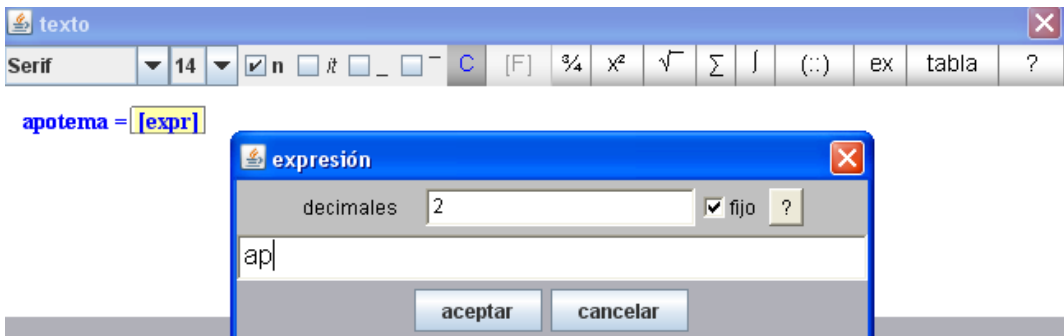 texto
Serif 14 n it _ ‾ C [F] ¾ x² √‾ ∑ ∫ (::) ex tabla ?
apotema = [expr]
expresión
decimales 2 fijo ?
ap
aceptar cancelar